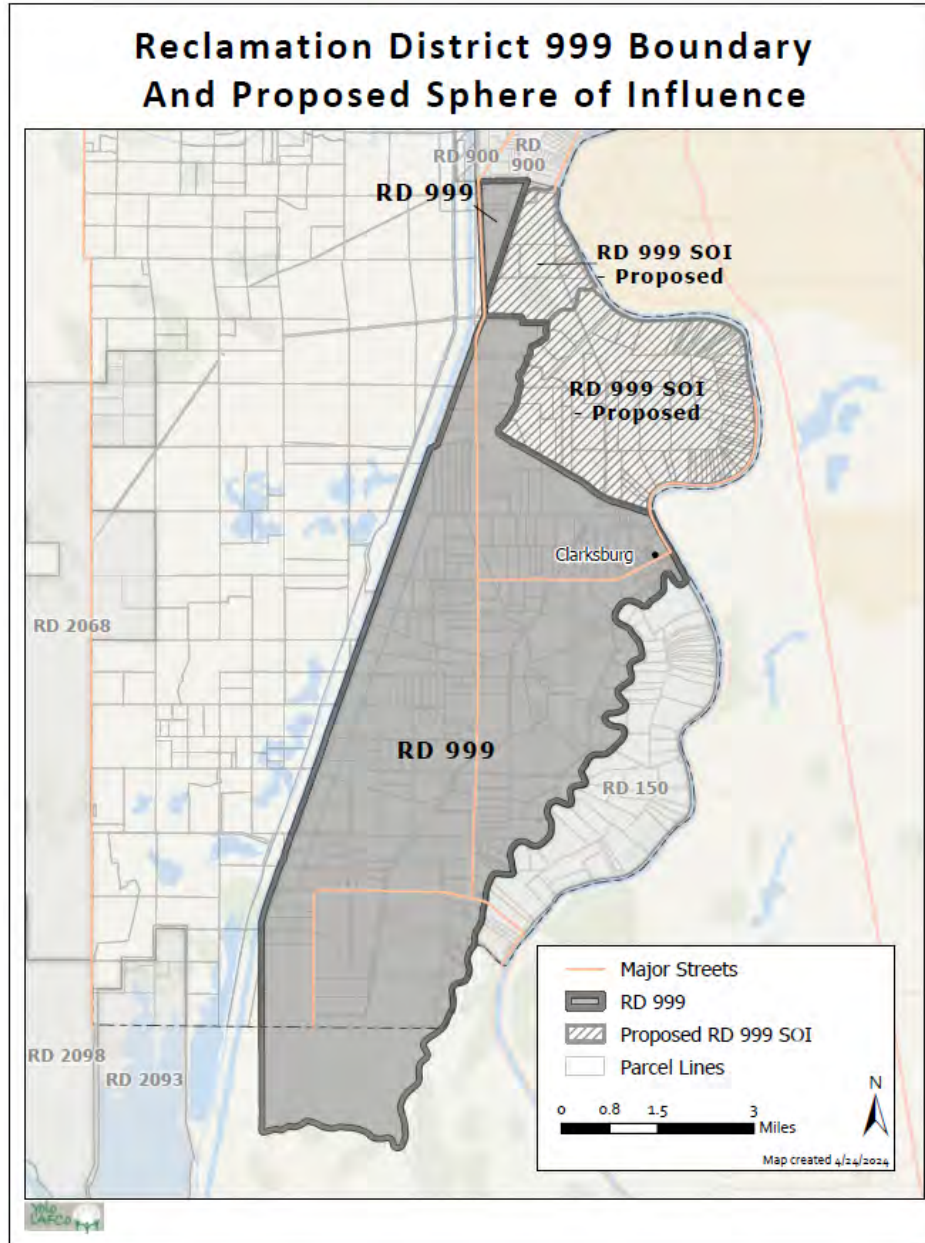 Reclamation District 999 Boundary
And Proposed Sphere of Influence
RD 900
RD
900
RD 999
RD 999 SOI
- Proposed
RD 999 SOI
- Proposed
Clarksburg
RD 2068
RD 999
RD 150
RD 2098
RD 2093
Major Streets
RD 999
Proposed RD 999 SOI
Parcel Lines
N
0 0.8 1.5 3
Miles
Map created 4/24/2024
YOLO
LAFCO